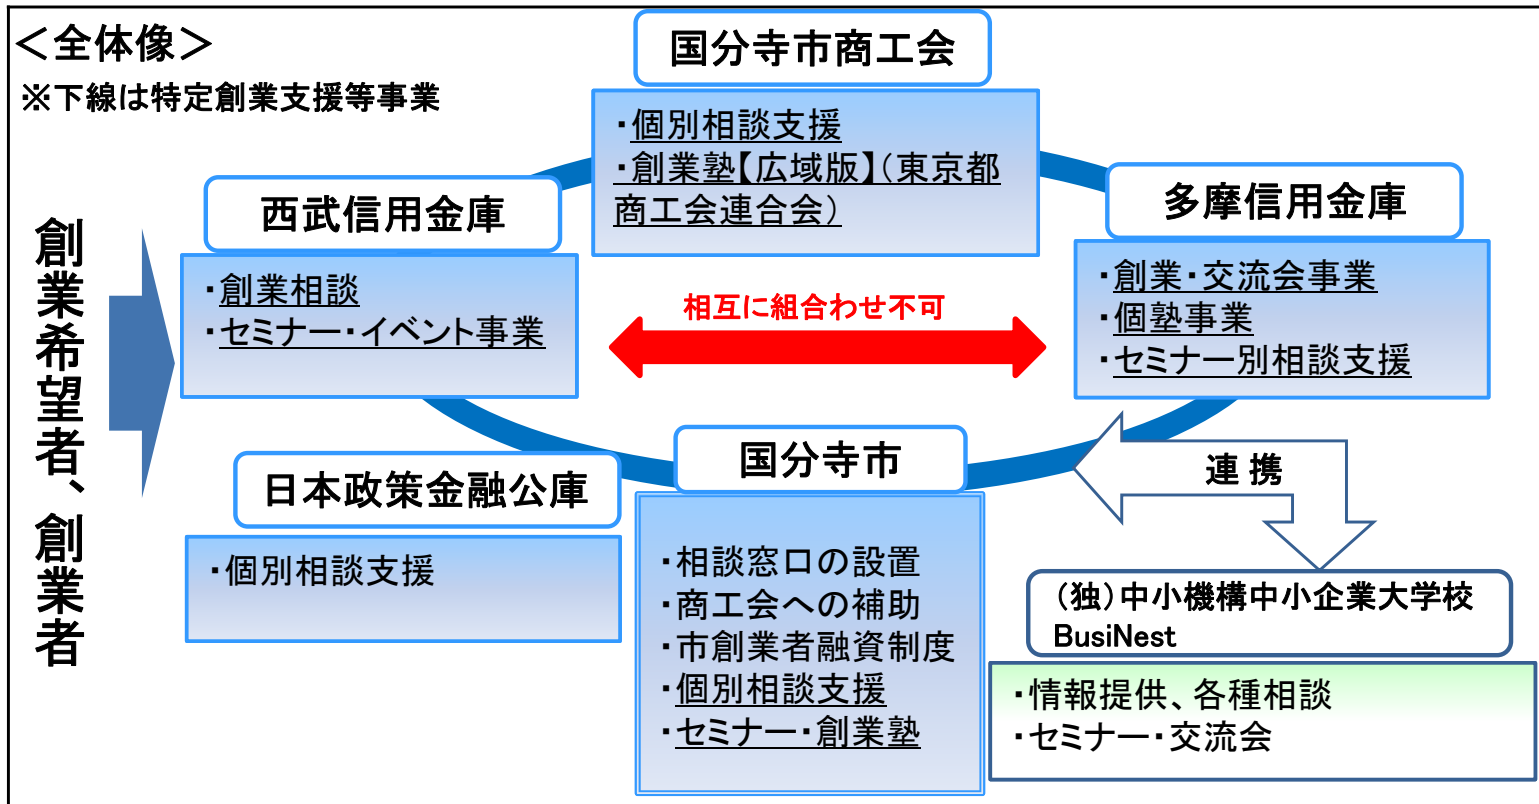 ＜全体像＞
※下線は特定創業支援等事業
国分寺市商工会
・個別相談支援
・創業塾【広域版】（東京都
商工会連合会）
西武信用金庫
・創業相談
・セミナー・イベント事業
相互に組合わせ不可
多摩信用金庫
・創業・交流会事業
・個塾事業
・セミナー別相談支援
創業希望者、創業者
日本政策金融公庫
・個別相談支援
国分寺市
・相談窓口の設置
・商工会への補助
・市創業者融資制度
・個別相談支援
・セミナー・創業塾
連携
（独）中小機構中小企業大学校
BusiNest
・情報提供、各種相談
・セミナー・交流会